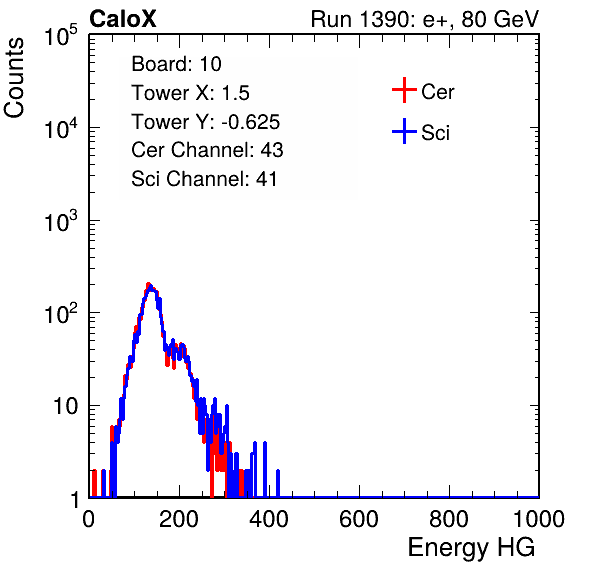 CaloX Run 1390: e+, 80 GeV
Counts
Board: 10
Tower X: 1.5
Tower Y: -0.625
Cer Channel: 43
Sci Channel: 41
Cer
Sci
10^5
10^4
10^3
10^2
10
1
0 200 400 600 800 1000
Energy HG